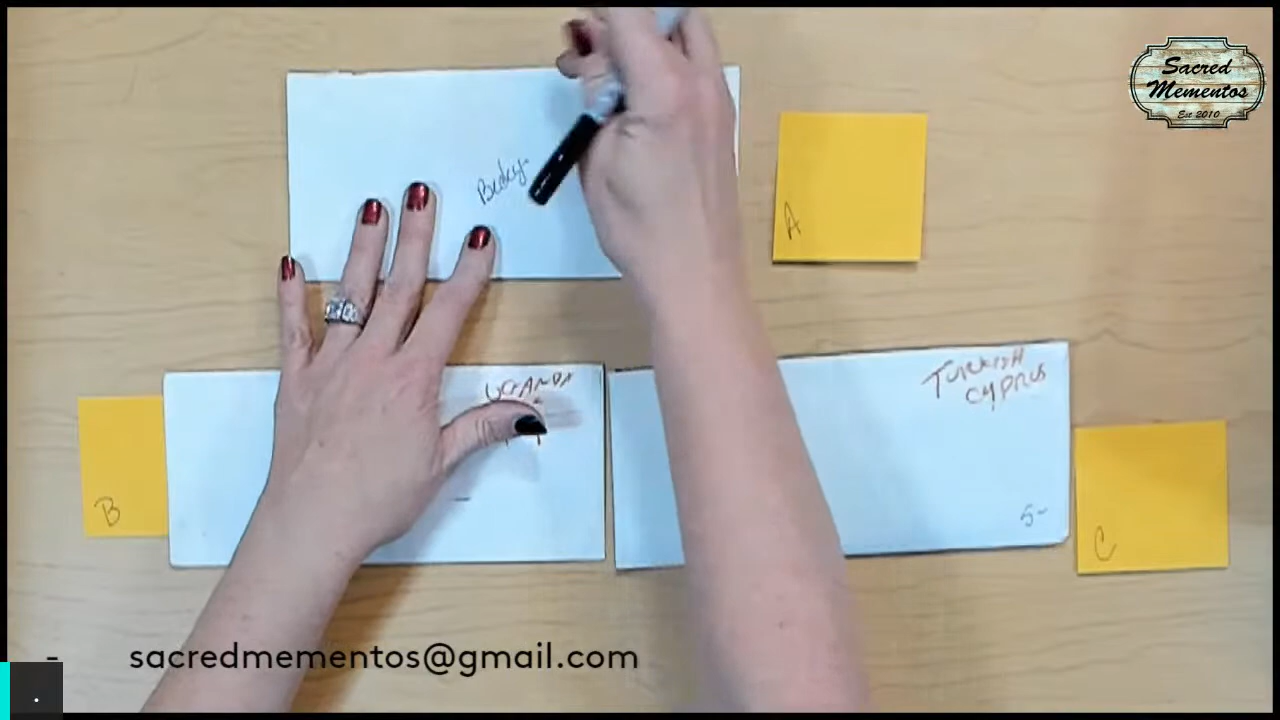 Sacred
Mementos
Est 2010
A
TURKISH
CYPRUS
B
5-
C
sacredmementos@gmail.com